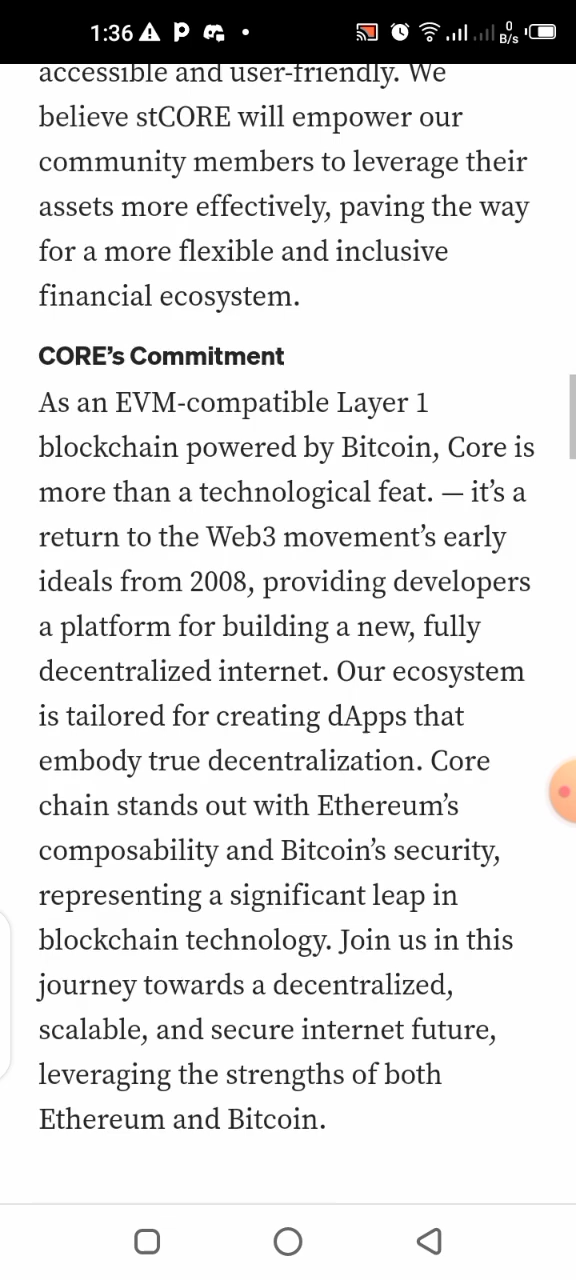 1:36
0
B/s
accessible and user-friendly. We
believe stCORE will empower our
community members to leverage their
assets more effectively, paving the way
for a more flexible and inclusive
financial ecosystem.
CORE’s Commitment
As an EVM-compatible Layer 1
blockchain powered by Bitcoin, Core is
more than a technological feat. — it’s a
return to the Web3 movement’s early
ideals from 2008, providing developers
a platform for building a new, fully
decentralized internet. Our ecosystem
is tailored for creating dApps that
embody true decentralization. Core
chain stands out with Ethereum’s
composability and Bitcoin’s security,
representing a significant leap in
blockchain technology. Join us in this
journey towards a decentralized,
scalable, and secure internet future,
leveraging the strengths of both
Ethereum and Bitcoin.